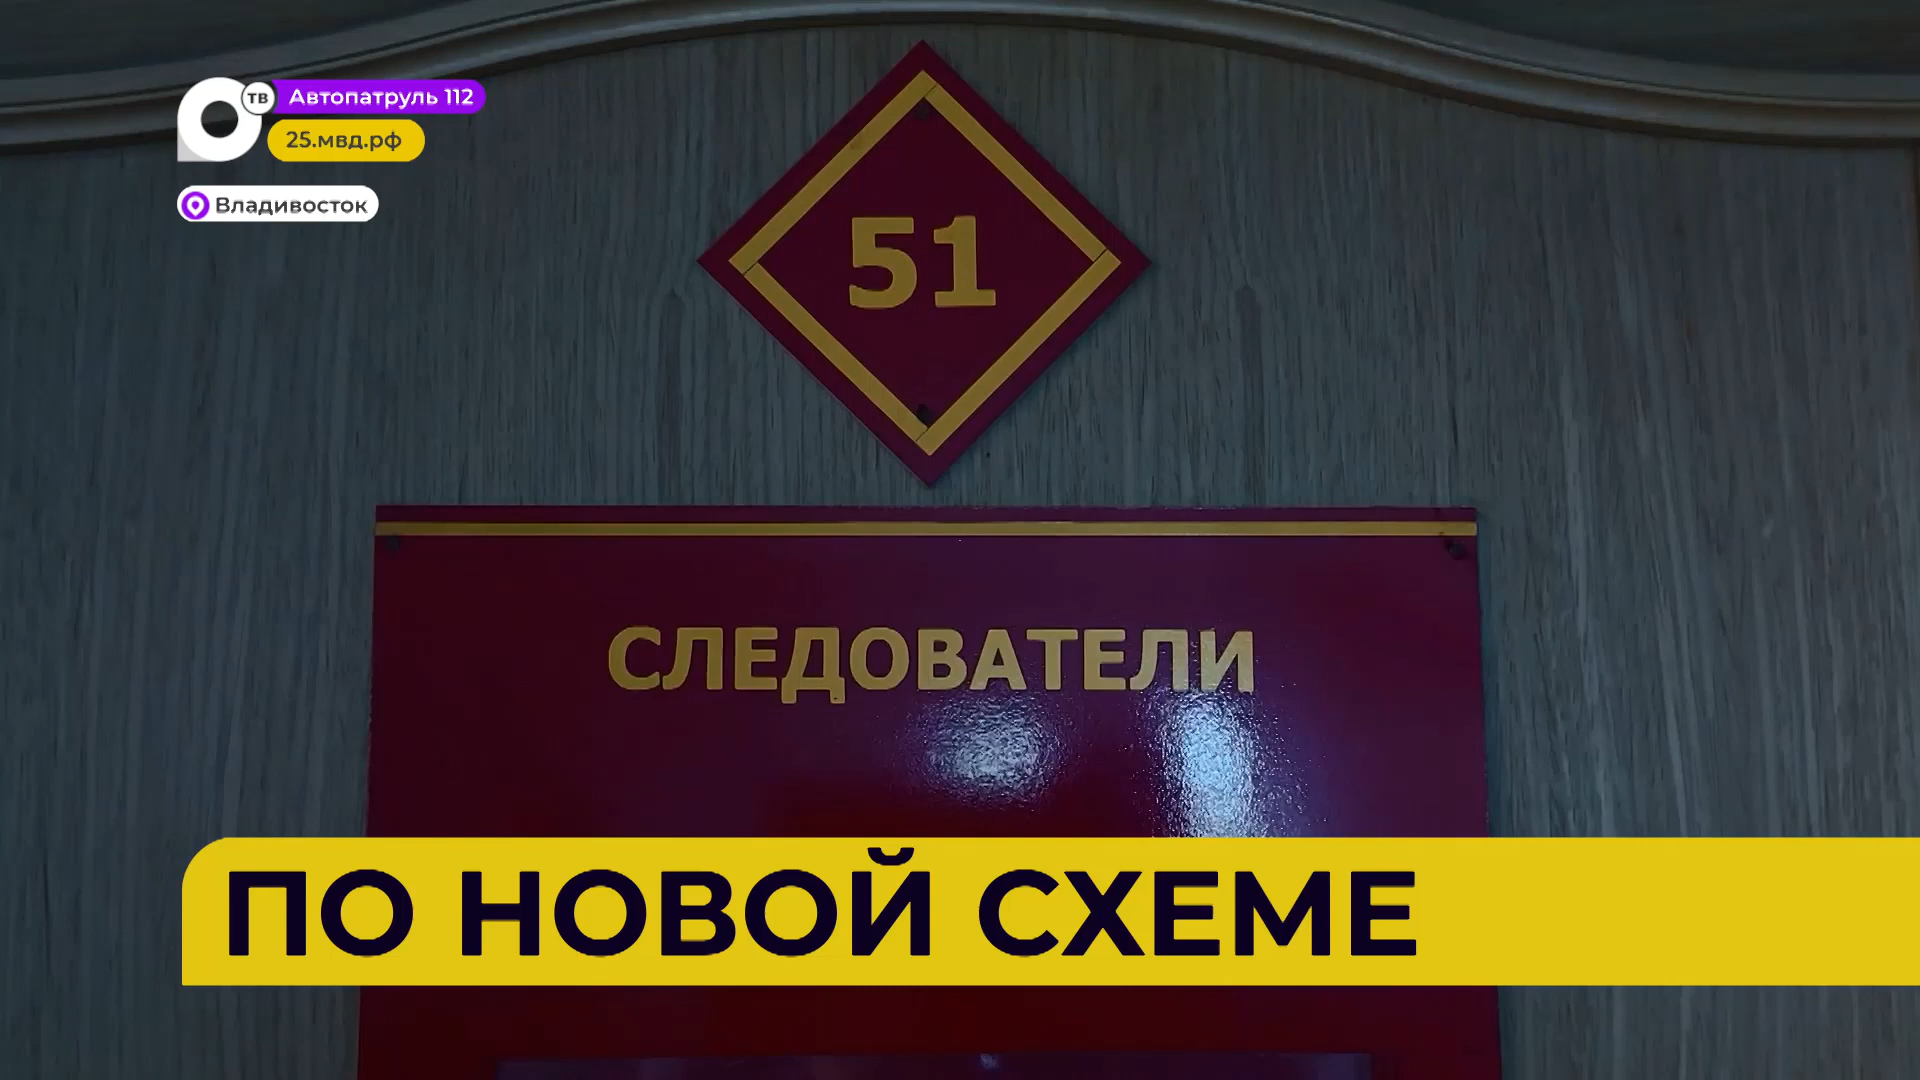 ТВ
Автопатруль 112
25.мвд.рф
Владивосток
51
СЛЕДОВАТЕЛИ
ПО НОВОЙ СХЕМЕ